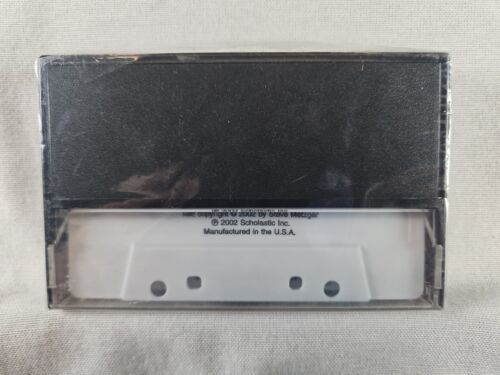 copyright © 2002 by Steve Metzger
℗ 2002 Scholastic Inc.
Manufactured in the U.S.A.